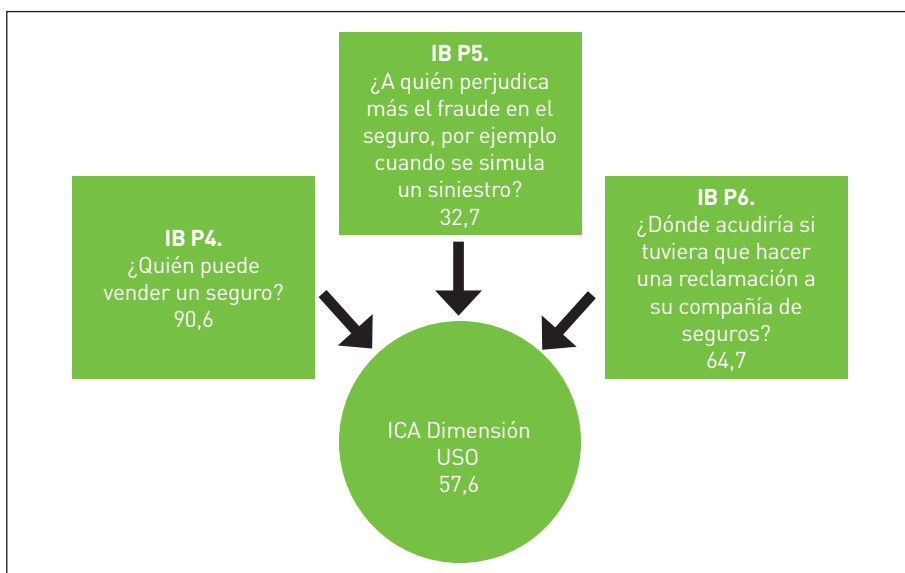 IB P5.
¿A quién perjudica
más el fraude en el
seguro, por ejemplo
cuando se simula
un siniestro?
32,7
IB P4.
¿Quién puede
vender un seguro?
90,6
IB P6.
¿Dónde acudiría si
tuviera que hacer
una reclamación a
su compañía de
seguros?
64,7
ICA Dimensión
USO
57,6